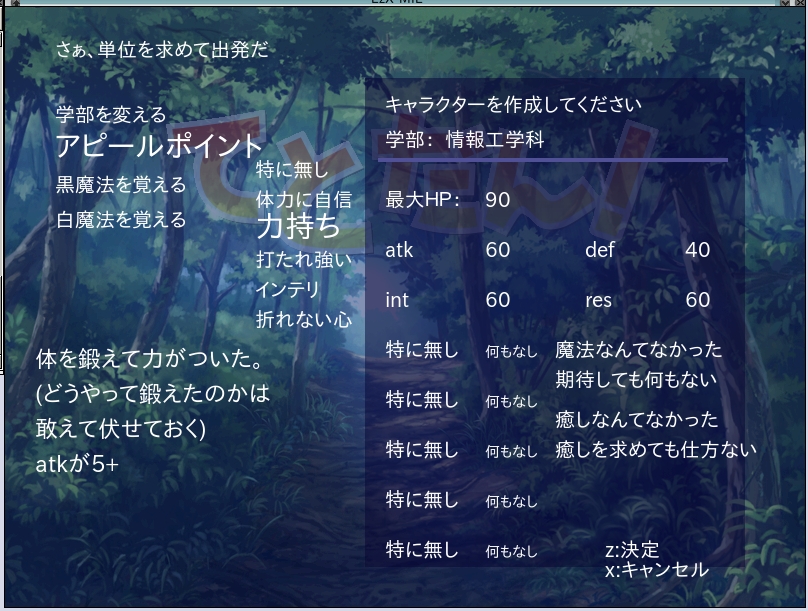 さぁ、単位を求めて出発だ
学部を変える
アピールポイント
黒魔法を覚える
白魔法を覚える
特に無し
体力に自信
力持ち
打たれ強い
インテリ
折れない心
体を鍛えて力がついた。
(どうやって鍛えたのかは
敢えて伏せておく)
atkが5+
キャラクターを作成してください
学部： 情報工学科
最大HP： 90
atk 60 def 40
int 60 res 60
特に無し 何もなし 魔法なんてなかった
期待しても何もない
特に無し 何もなし
癒しなんてなかった
特に無し 何もなし 癒しを求めても仕方ない
特に無し 何もなし
特に無し 何もなし z:決定
x:キャンセル